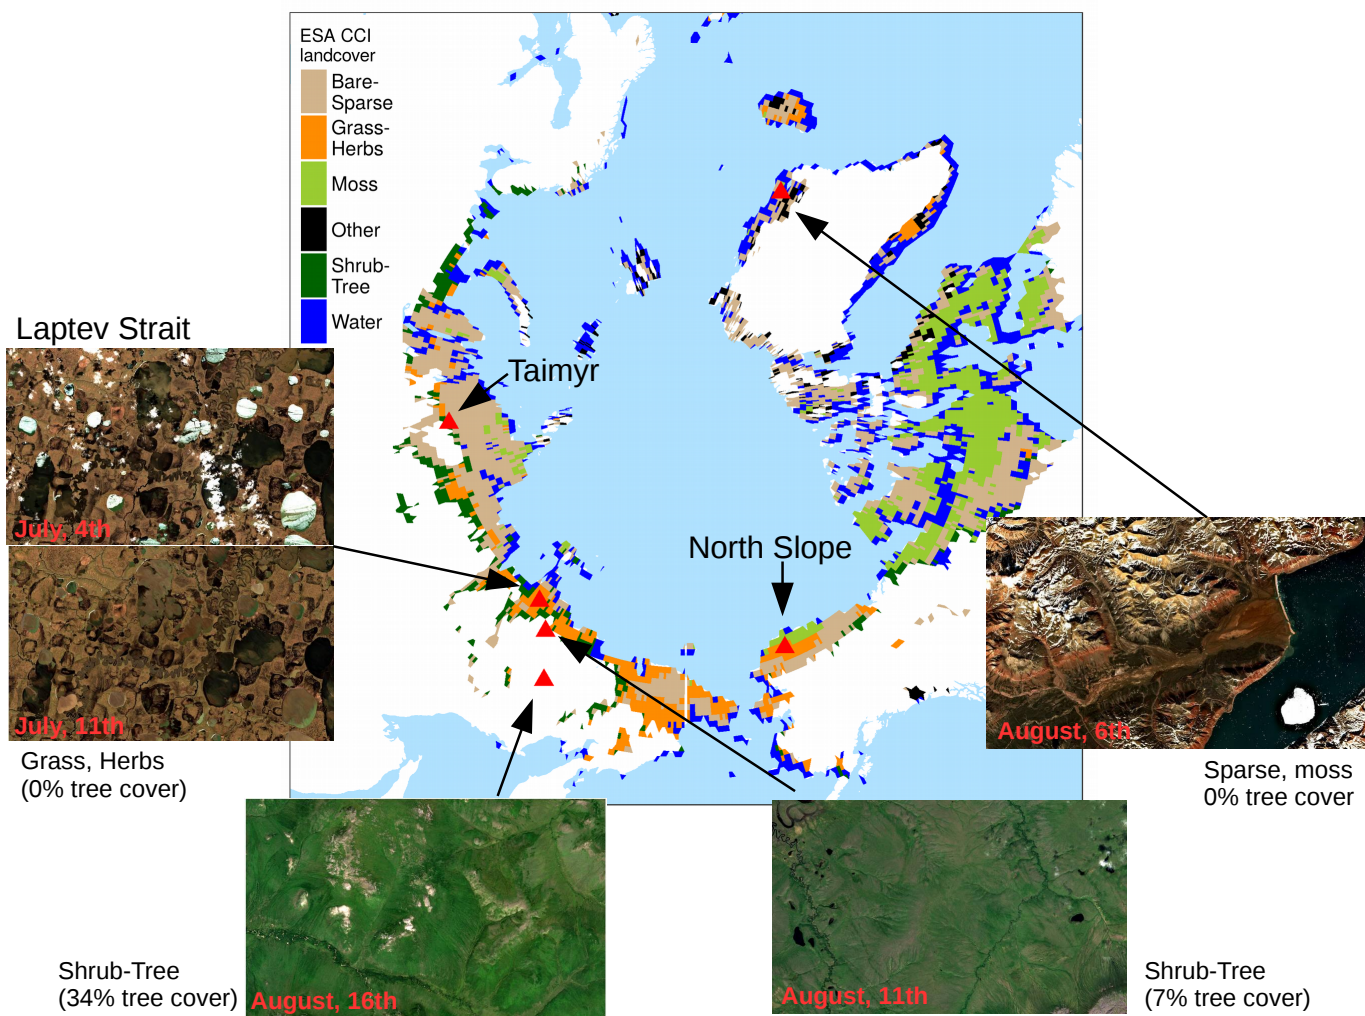 ESA CCI
landcover
Bare-
Sparse
Grass-
Herbs
Moss
Other
Shrub-
Tree
Water
Laptev Strait
Taimyr
North Slope
July, 4th
July, 11th
Grass, Herbs
(0% tree cover)
August, 6th
Sparse, moss
0% tree cover
Shrub-Tree
(34% tree cover)
August, 16th
August, 11th
Shrub-Tree
(7% tree cover)